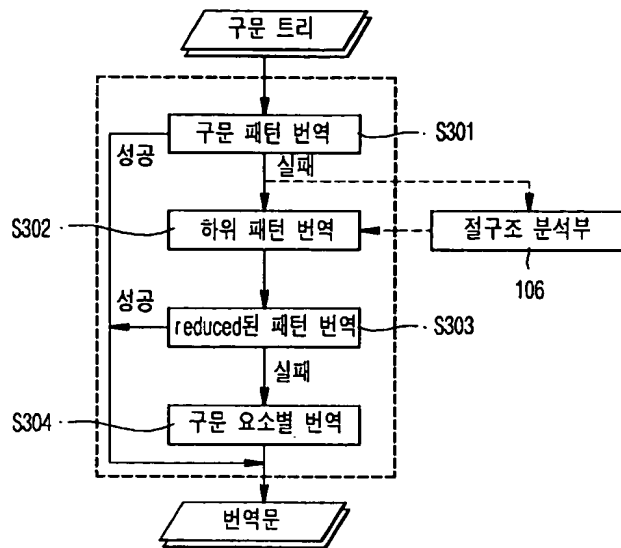 구문 트리
구문 패턴 번역
S301
성공
실패
S302
하위 패턴 번역
절구조 분석부
106
성공
reduced된 패턴 번역
S303
실패
S304
구문 요소별 번역
번역문